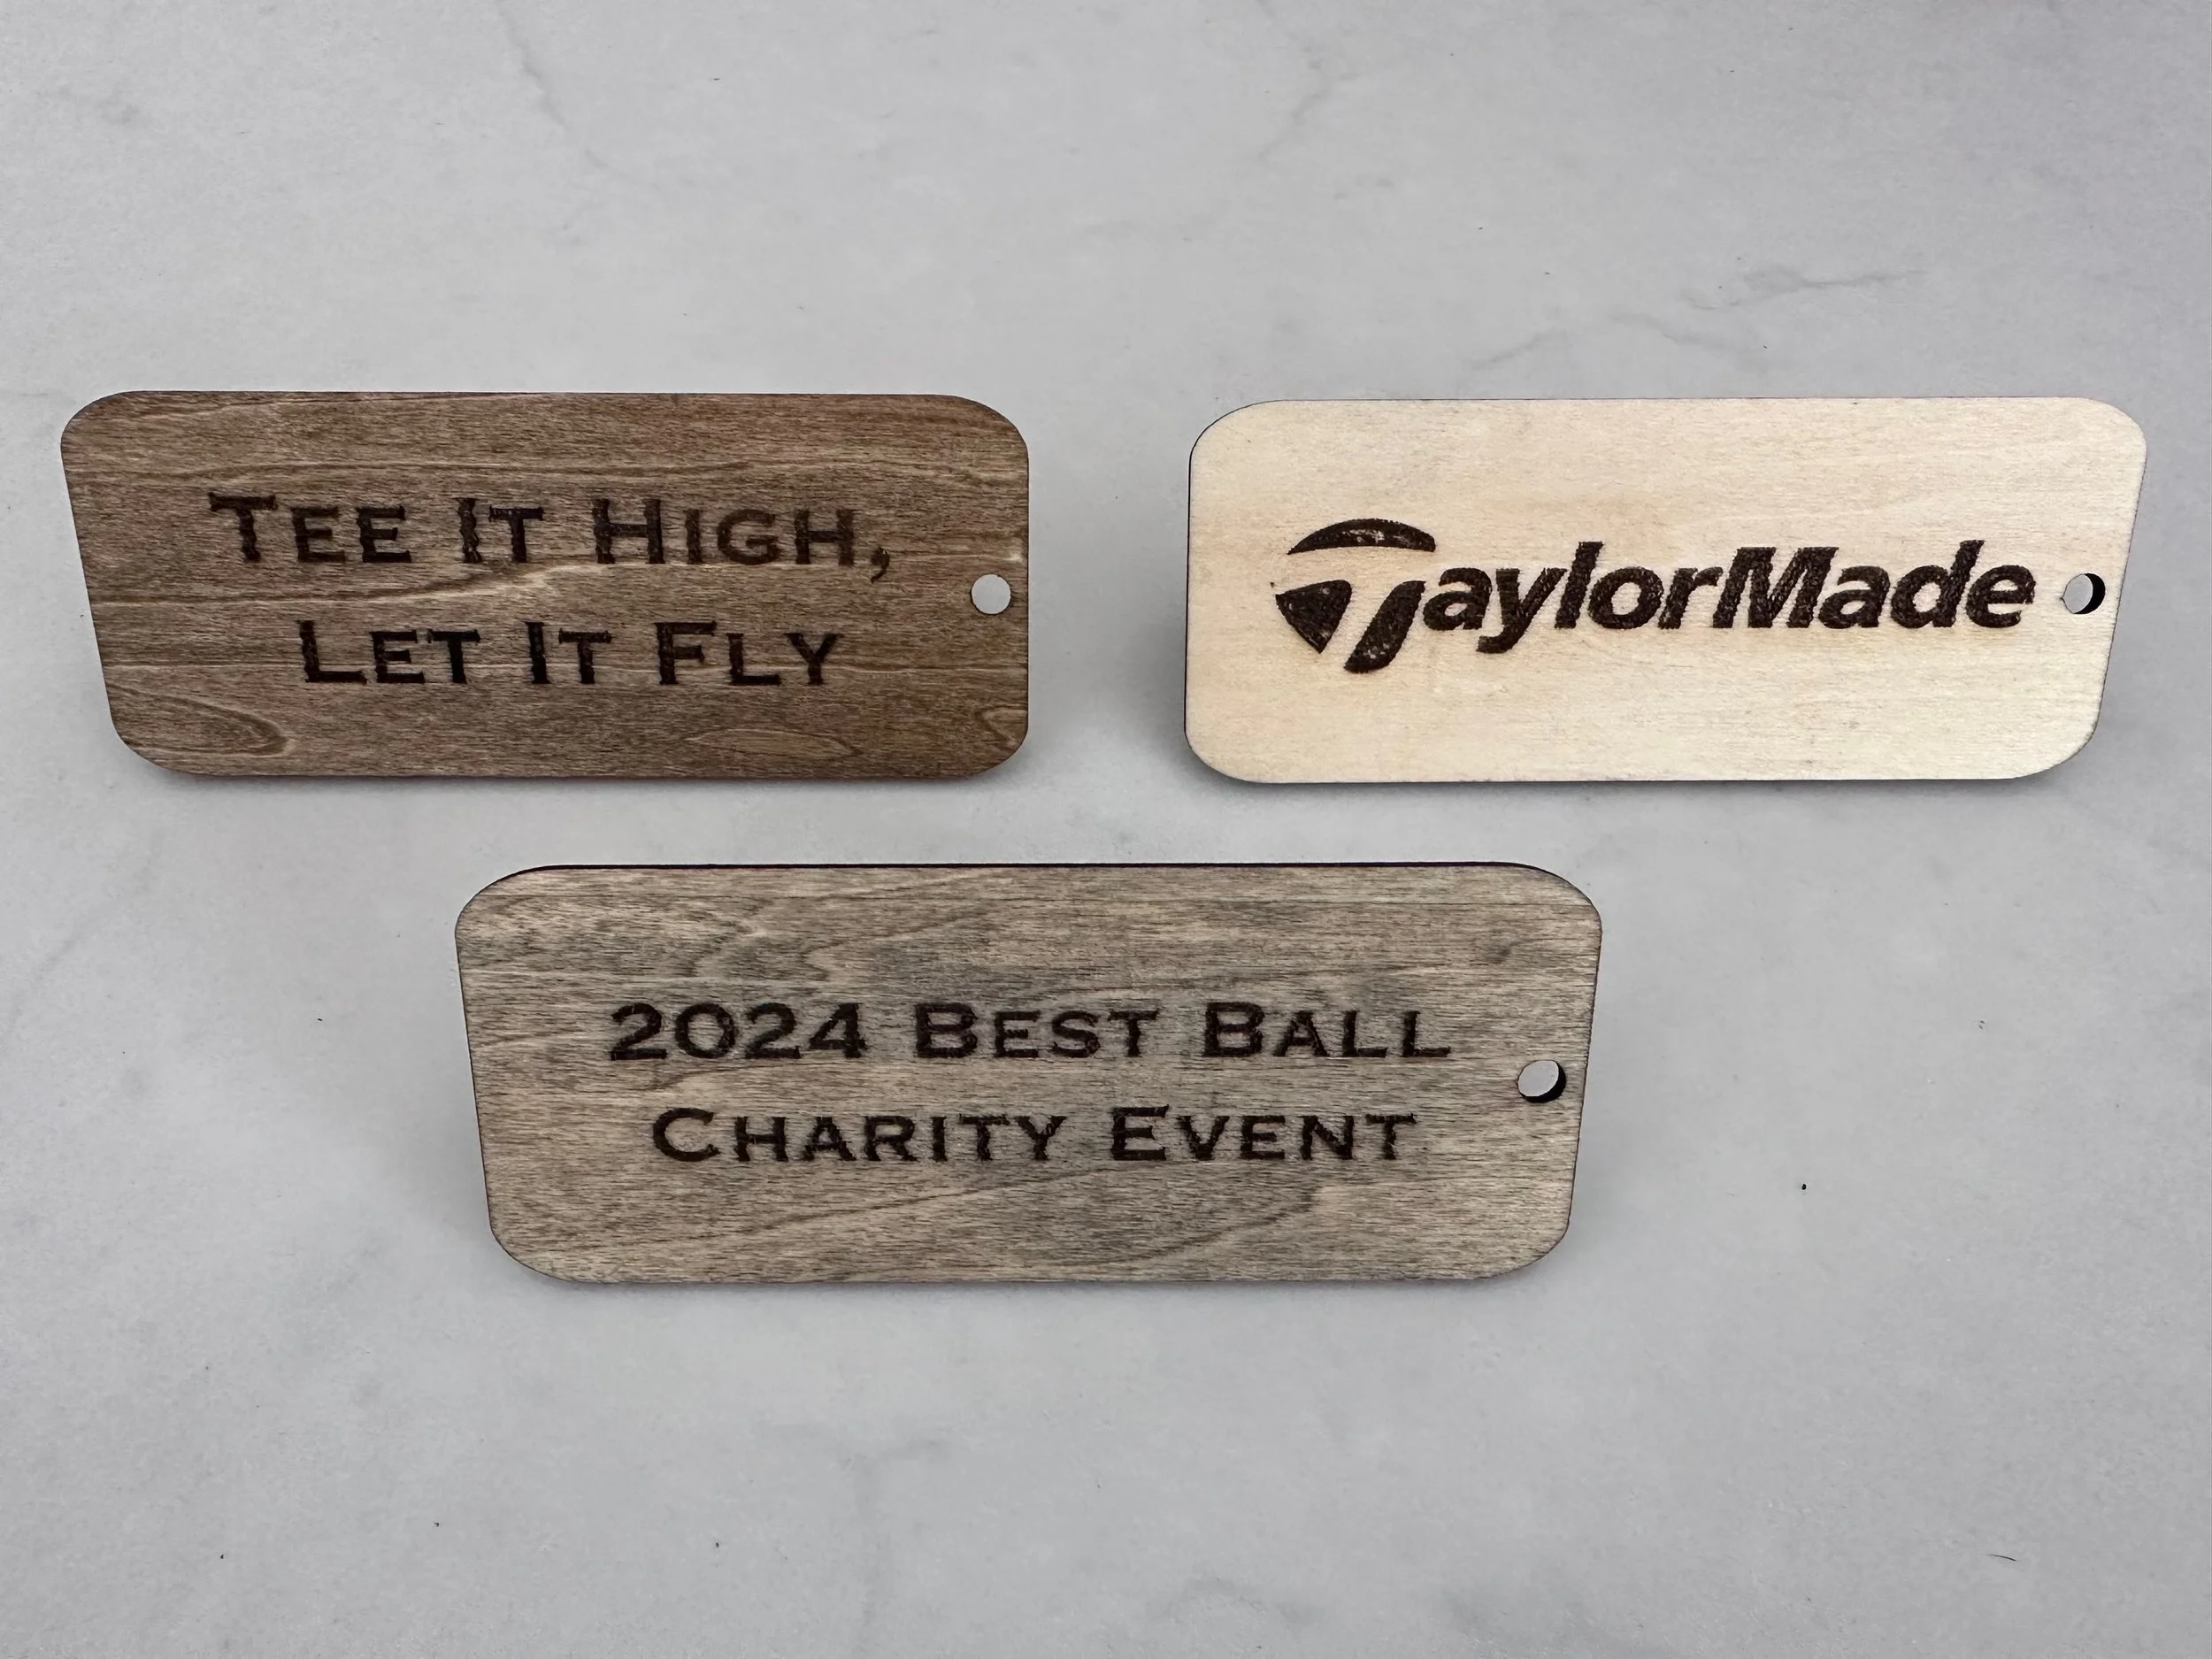 Tee It High,
Let It Fly
TaylorMade
2024 Best Ball
Charity Event